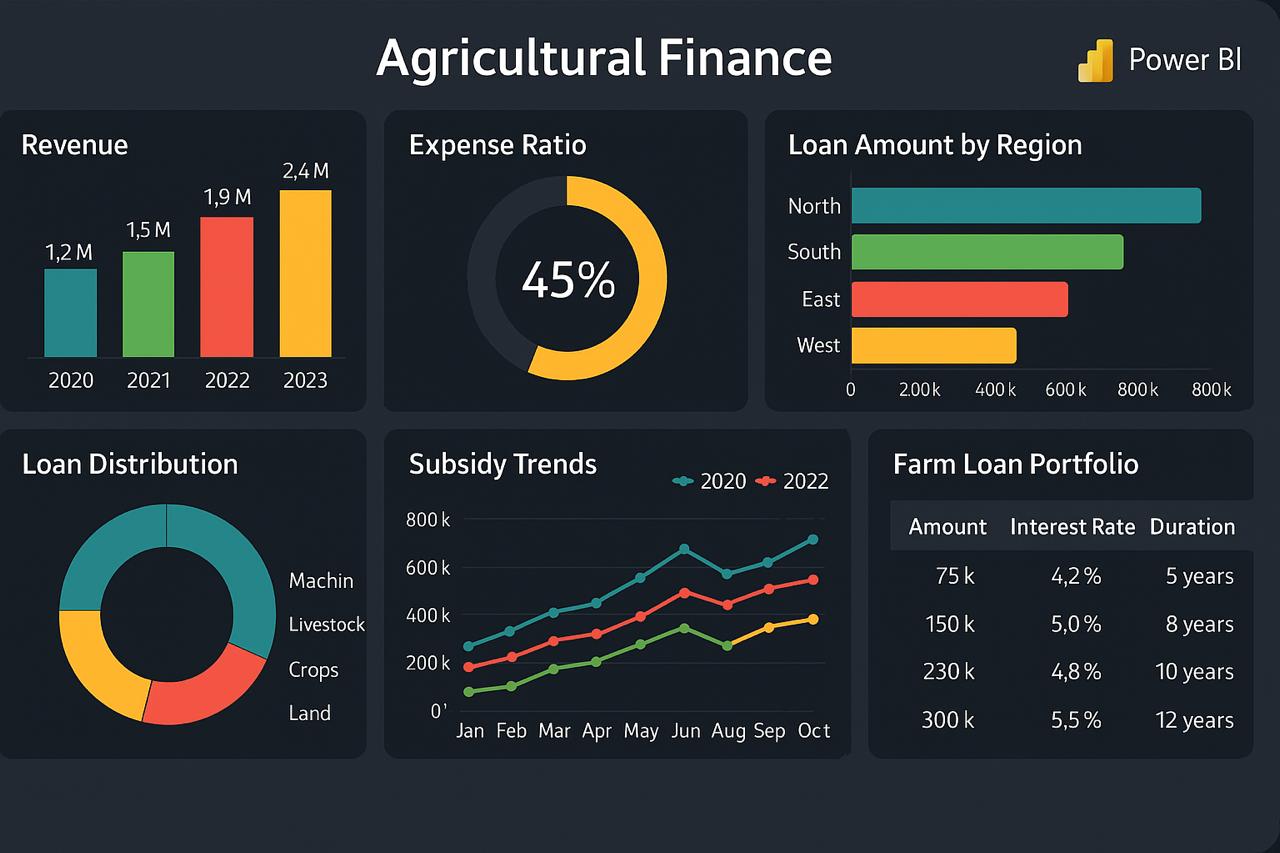 Agricultural Finance
Power BI
Revenue
1,2 M
1,5 M
1,9 M
2,4 M
2020
2021
2022
2023
Expense Ratio
45%
Loan Amount by Region
North
South
East
West
0 2.00 k 400 k 600 k 800 k 800 k
Loan Distribution
Machin
Livestock
Crops
Land
Subsidy Trends
2020 2022
800 k
600 k
400 k
200 k
0'
Jan Feb Mar Apr May Jun Aug Sep Oct
Farm Loan Portfolio
Amount Interest Rate Duration
75 k 4,2 % 5 years
150 k 5,0 % 8 years
230 k 4,8 % 10 years
300 k 5,5 % 12 years